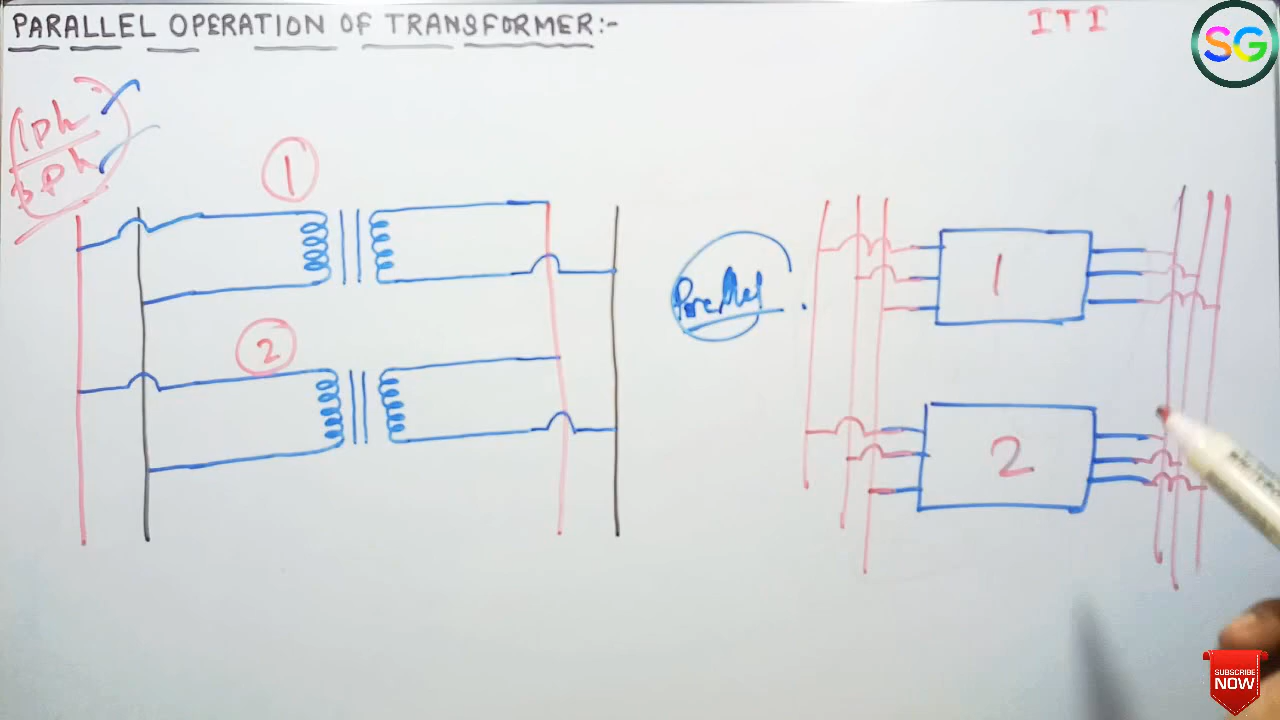 PARALLEL OPERATION OF TRANSFORMER:-
ITI
SG
1ph
3ph
1
2
Parallel
1
2
SUBSCRIBE
NOW